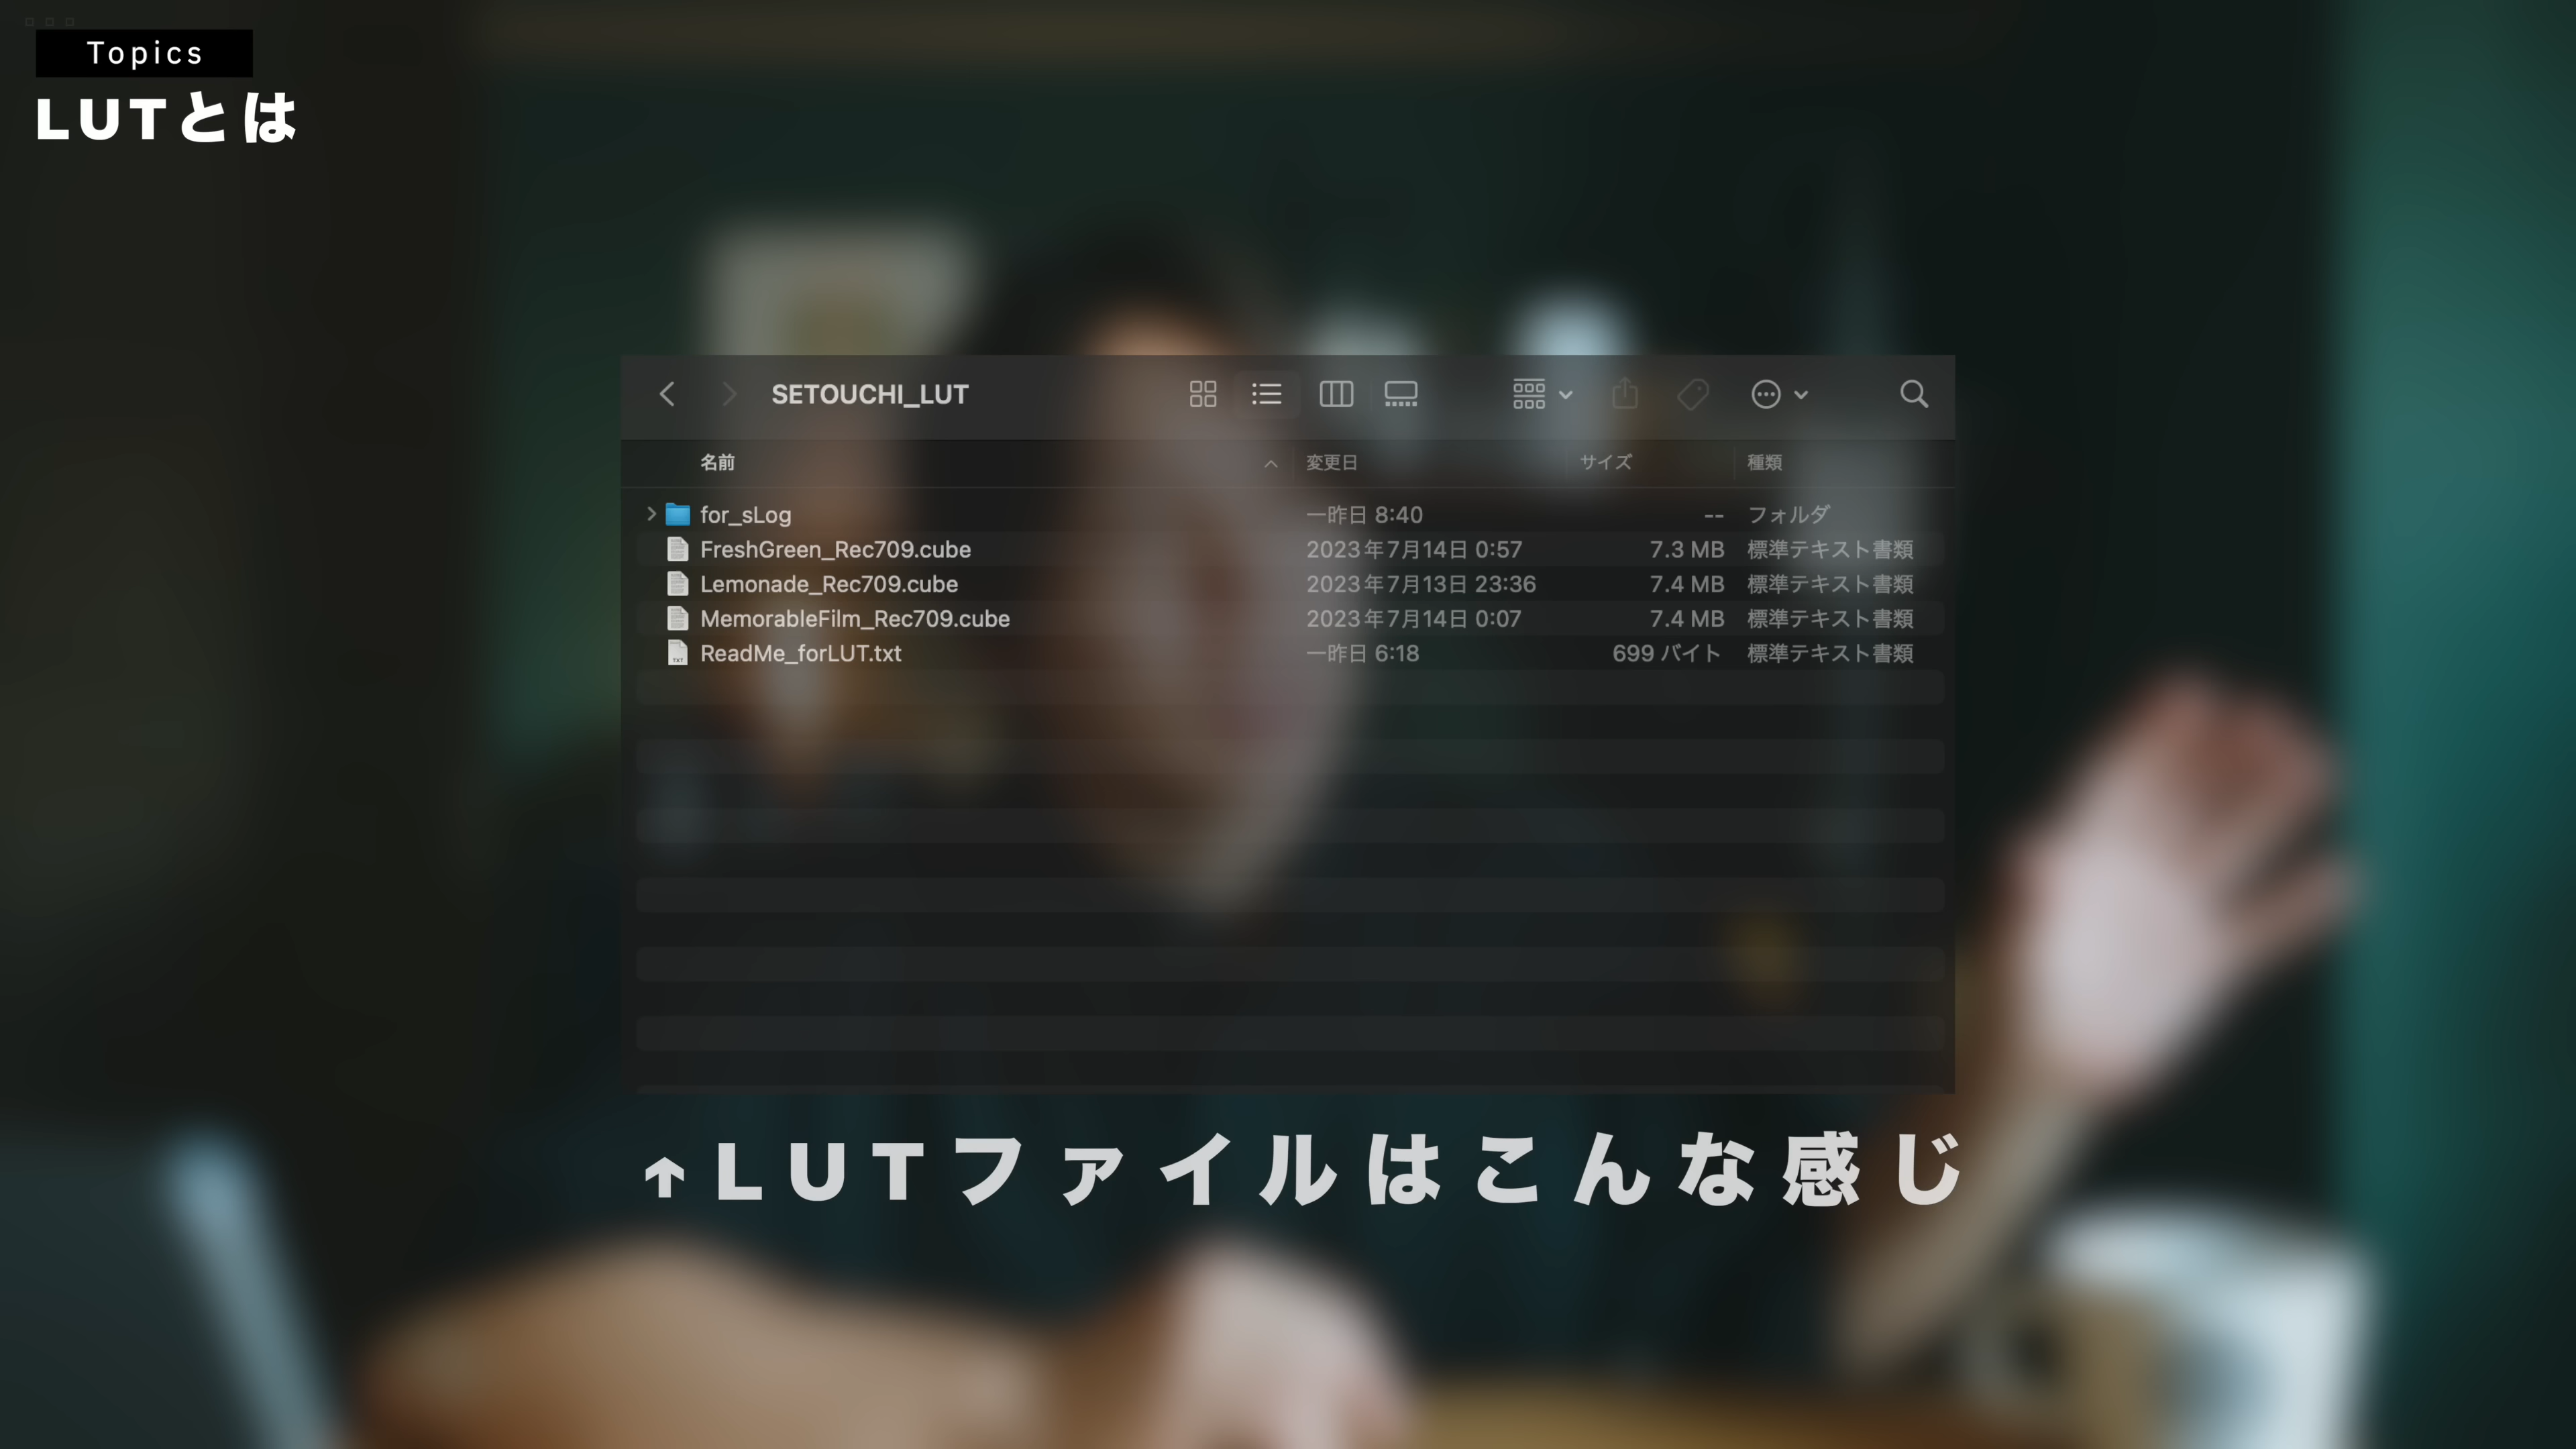 Topics
LUTとは
SETOUCHI_LUT
名前 変更日 サイズ 種類
for_sLog 一昨日 8:40 -- フォルダ
FreshGreen_Rec709.cube 2023年7月14日 0:57 7.3 MB 標準テキスト書類
Lemonade_Rec709.cube 2023年7月13日 23:36 7.4 MB 標準テキスト書類
MemorableFilm_Rec709.cube 2023年7月14日 0:07 7.4 MB 標準テキスト書類
TXT ReadMe_forLUT.txt 一昨日 6:18 699 バイト 標準テキスト書類
↑LUTファイルはこんな感じ